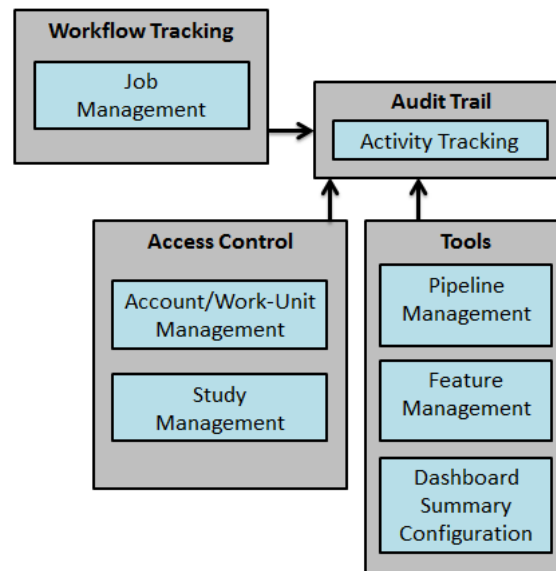 Workflow Tracking
Job
Management
Audit Trail
Activity Tracking
Access Control
Account/Work-Unit
Management
Study
Management
Tools
Pipeline
Management
Feature
Management
Dashboard
Summary
Configuration